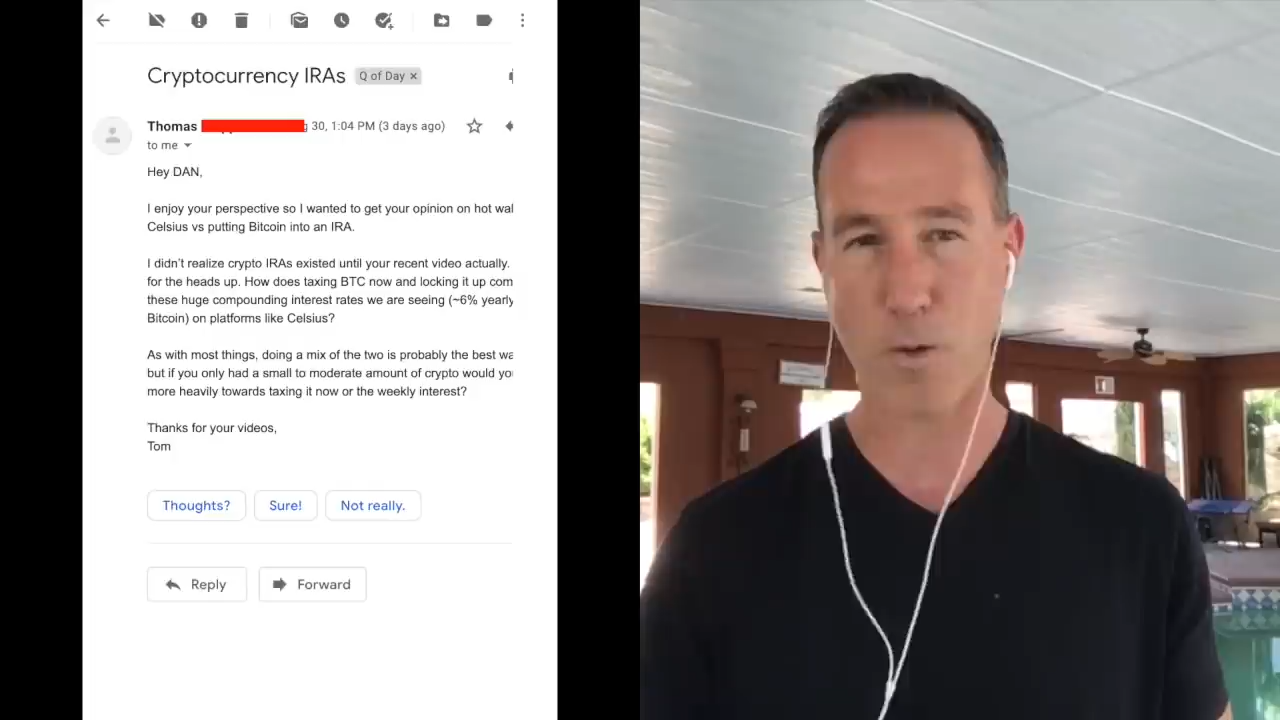 Cryptocurrency IRAs Q of Day ×
Thomas 30, 1:04 PM (3 days ago)
to me
Hey DAN,
I enjoy your perspective so I wanted to get your opinion on hot
Celsius vs putting Bitcoin into an IRA.
I didn't realize crypto IRAs existed until your recent video actually.
for the heads up. How does taxing BTC now and locking it up
these huge compounding interest rates we are seeing (~6% yearly
Bitcoin) on platforms like Celsius?
As with most things, doing a mix of the two is probably the best
but if you only had a small to moderate amount of crypto would
more heavily towards taxing it now or the weekly interest?
Thanks for your videos,
Tom
Thoughts? Sure! Not really.
Reply Forward